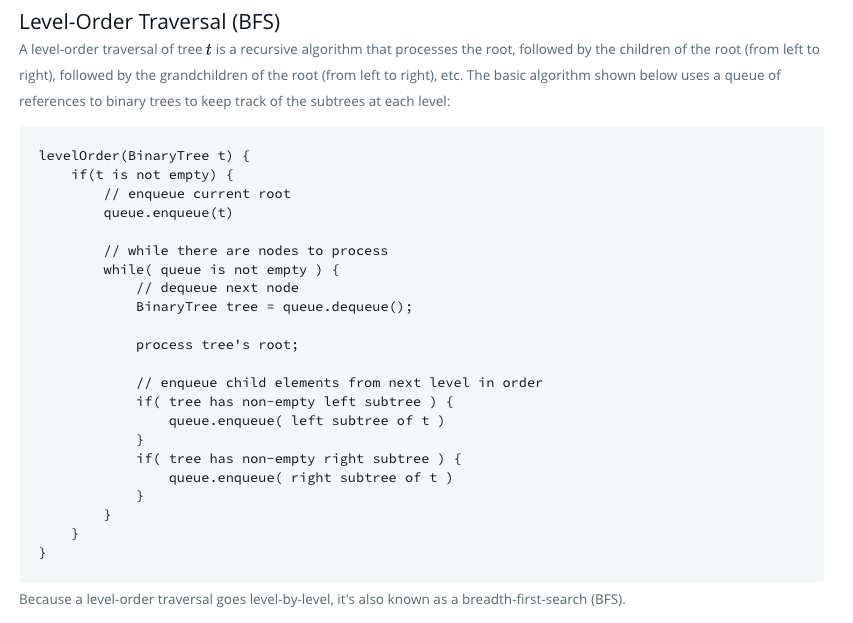 Level-Order Traversal (BFS)
A level-order traversal of tree t is a recursive algorithm that processes the root, followed by the children of the root (from left to
right), followed by the grandchildren of the root (from left to right), etc. The basic algorithm shown below uses a queue of
references to binary trees to keep track of the subtrees at each level:
levelOrder(BinaryTree t) {
    if(t is not empty) {
        // enqueue current root
        queue.enqueue(t)
        // while there are nodes to process
        while( queue is not empty ) {
            // dequeue next node
            BinaryTree tree = queue.dequeue();
            process tree's root;
            // enqueue child elements from next level in order
            if( tree has non-empty left subtree ) {
                queue.enqueue( left subtree of t )
            }
            if( tree has non-empty right subtree ) {
                queue.enqueue( right subtree of t )
            }
        }
    }
}
Because a level-order traversal goes level-by-level, it's also known as a breadth-first-search (BFS).